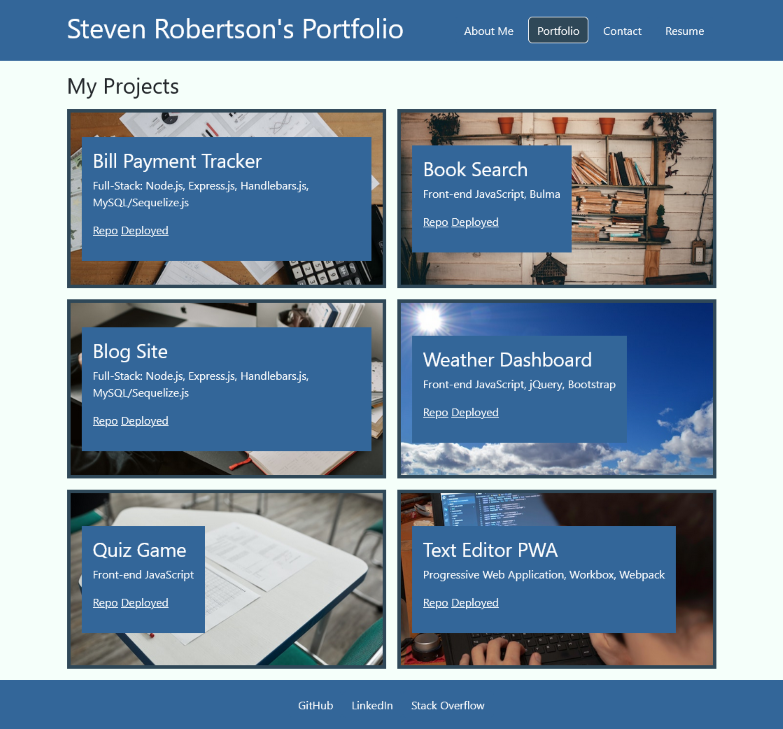 Steven Robertson's Portfolio
About Me Portfolio Contact Resume
My Projects
Bill Payment Tracker
Full-Stack: Node.js, Express.js, Handlebars.js,
MySQL/Sequelize.js
Repo Deployed
Book Search
Front-end JavaScript, Bulma
Repo Deployed
Blog Site
Full-Stack: Node.js, Express.js, Handlebars.js,
MySQL/Sequelize.js
Repo Deployed
Weather Dashboard
Front-end JavaScript, jQuery, Bootstrap
Repo Deployed
Quiz Game
Front-end JavaScript
Repo Deployed
Text Editor PWA
Progressive Web Application, Workbox, Webpack
Repo Deployed
GitHub LinkedIn Stack Overflow